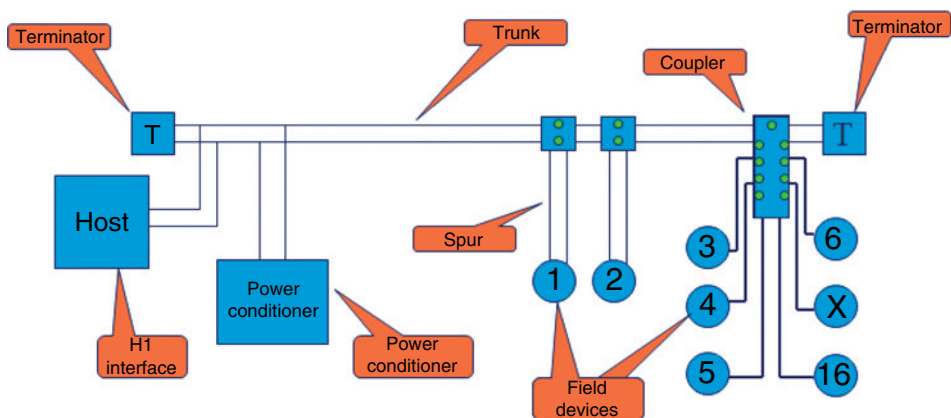 Terminator
Trunk
Terminator
Coupler
T
T
Host
Spur
3
6
1
2
Power
conditioner
4
X
H1
interface
Power
conditioner
Field
devices
5
16